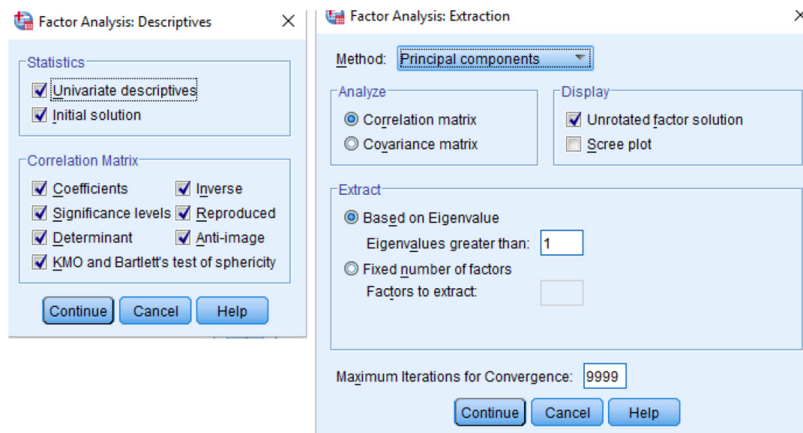 Factor Analysis: Descriptives
Statistics
Univariate descriptives
Initial solution
Correlation Matrix
Coefficients Inverse
Significance levels Reproduced
Determinant Anti-image
KMO and Bartlett's test of sphericity
Continue Cancel Help
Factor Analysis: Extraction
Method: Principal components
Analyze
Correlation matrix
Covariance matrix
Display
Unrotated factor solution
Scree plot
Extract
Based on Eigenvalue
Eigenvalues greater than: 1
Fixed number of factors
Factors to extract:
Maximum Iterations for Convergence: 9999
Continue Cancel Help